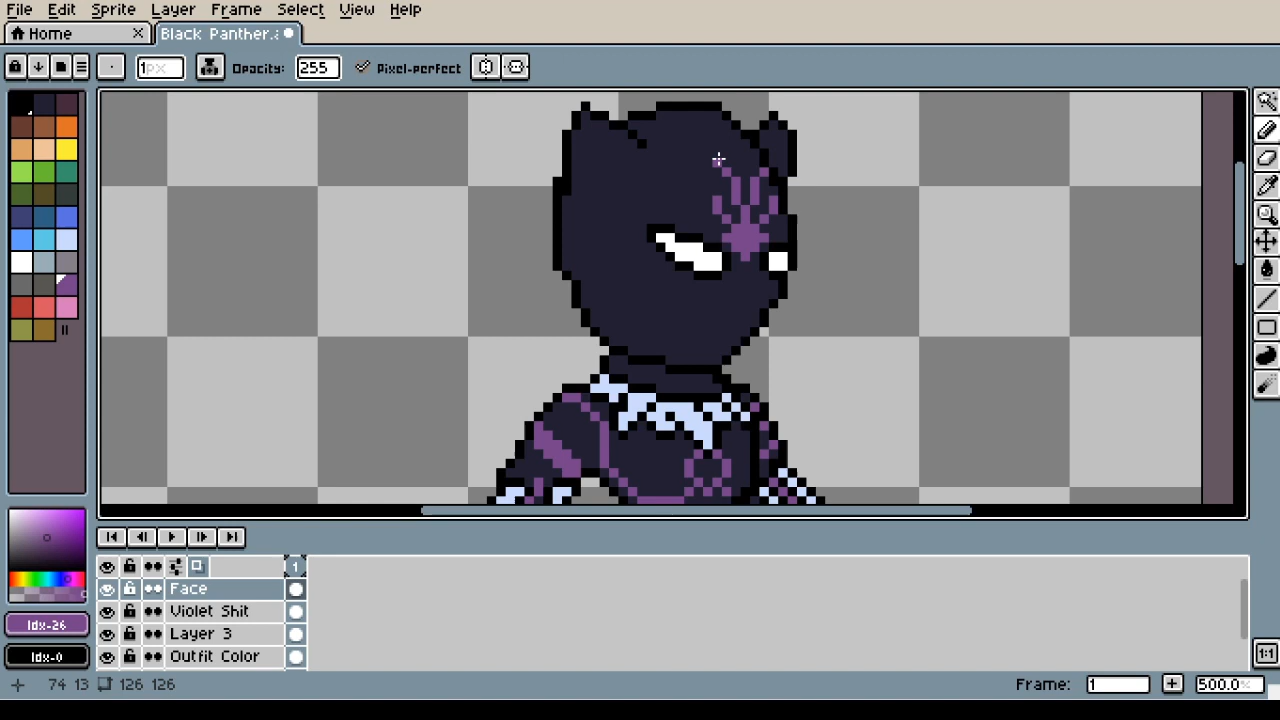 File Edit Sprite Layer Frame Select View Help
Home Black Panther.a
1px Opacity: 255 Pixel-perfect
1
Face
Violet Shit
Layer 3
Outfit Color
Idx-26
Idx-0
74 13 126 126 Frame: 1 500.0%
1:1